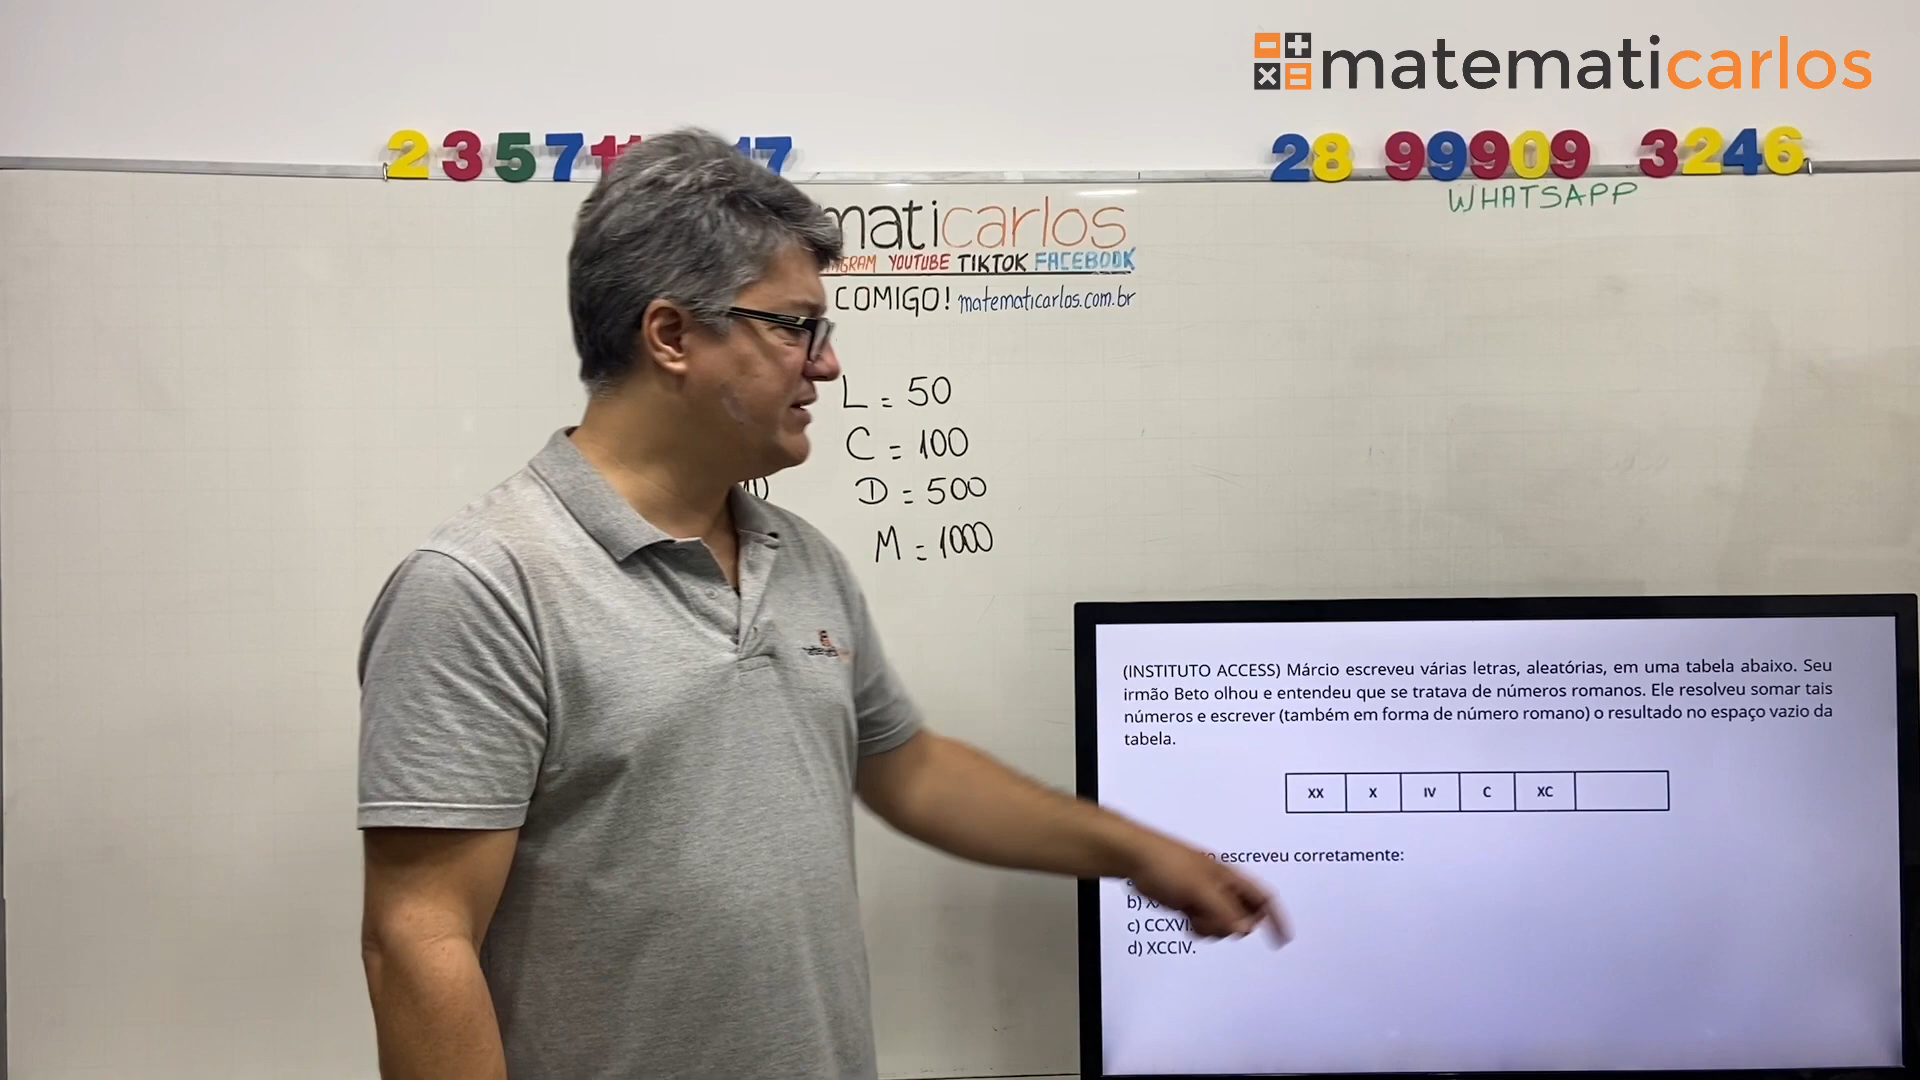 matematicarlos
2 3 5 7 11 17
28 99909 3246
WHATSAPP
maticarlos
YOUTUBE TIKTOK FACEBOOK
COMIGO! matematicarlos.com.br
L = 50
C = 100
D = 500
M = 1000
(INSTITUTO ACCESS) Márcio escreveu várias letras, aleatórias, em uma tabela abaixo. Seu
irmão Beto olhou e entendeu que se tratava de números romanos. Ele resolveu somar tais
números e escrever (também em forma de número romano) o resultado no espaço vazio da
tabela.
XX X IV C XC
escreveu corretamente:
b)
c) CCXVI.
d) XCCIV.